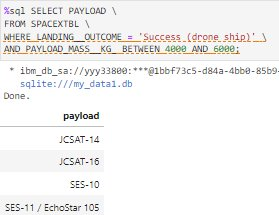 %sql SELECT PAYLOAD \
FROM SPACEXTBL \
WHERE LANDING__OUTCOME = 'Success (drone ship)' \
AND PAYLOAD_MASS__KG_ BETWEEN 4000 AND 6000;
* ibm_db_sa://yyy33800:***@1bbf73c5-d84a-4bb0-85b9-
sqlite:///my_data1.db
Done.
payload
JCSAT-14
JCSAT-16
SES-10
SES-11 / EchoStar 105